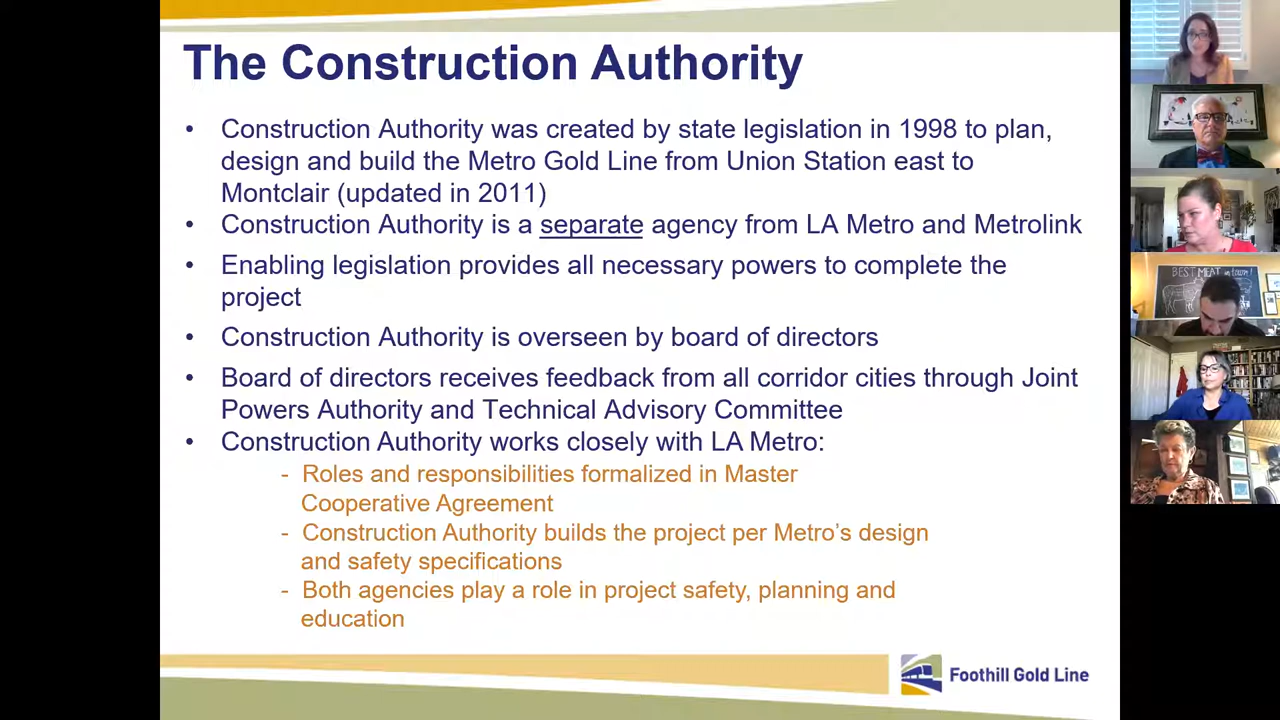 The Construction Authority
• Construction Authority was created by state legislation in 1998 to plan,
design and build the Metro Gold Line from Union Station east to
Montclair (updated in 2011)
• Construction Authority is a separate agency from LA Metro and Metrolink
• Enabling legislation provides all necessary powers to complete the
project
• Construction Authority is overseen by board of directors
• Board of directors receives feedback from all corridor cities through Joint
Powers Authority and Technical Advisory Committee
• Construction Authority works closely with LA Metro:
- Roles and responsibilities formalized in Master
Cooperative Agreement
- Construction Authority builds the project per Metro’s design
and safety specifications
- Both agencies play a role in project safety, planning and
education
Foothill Gold Line
BEST MEAT in town!